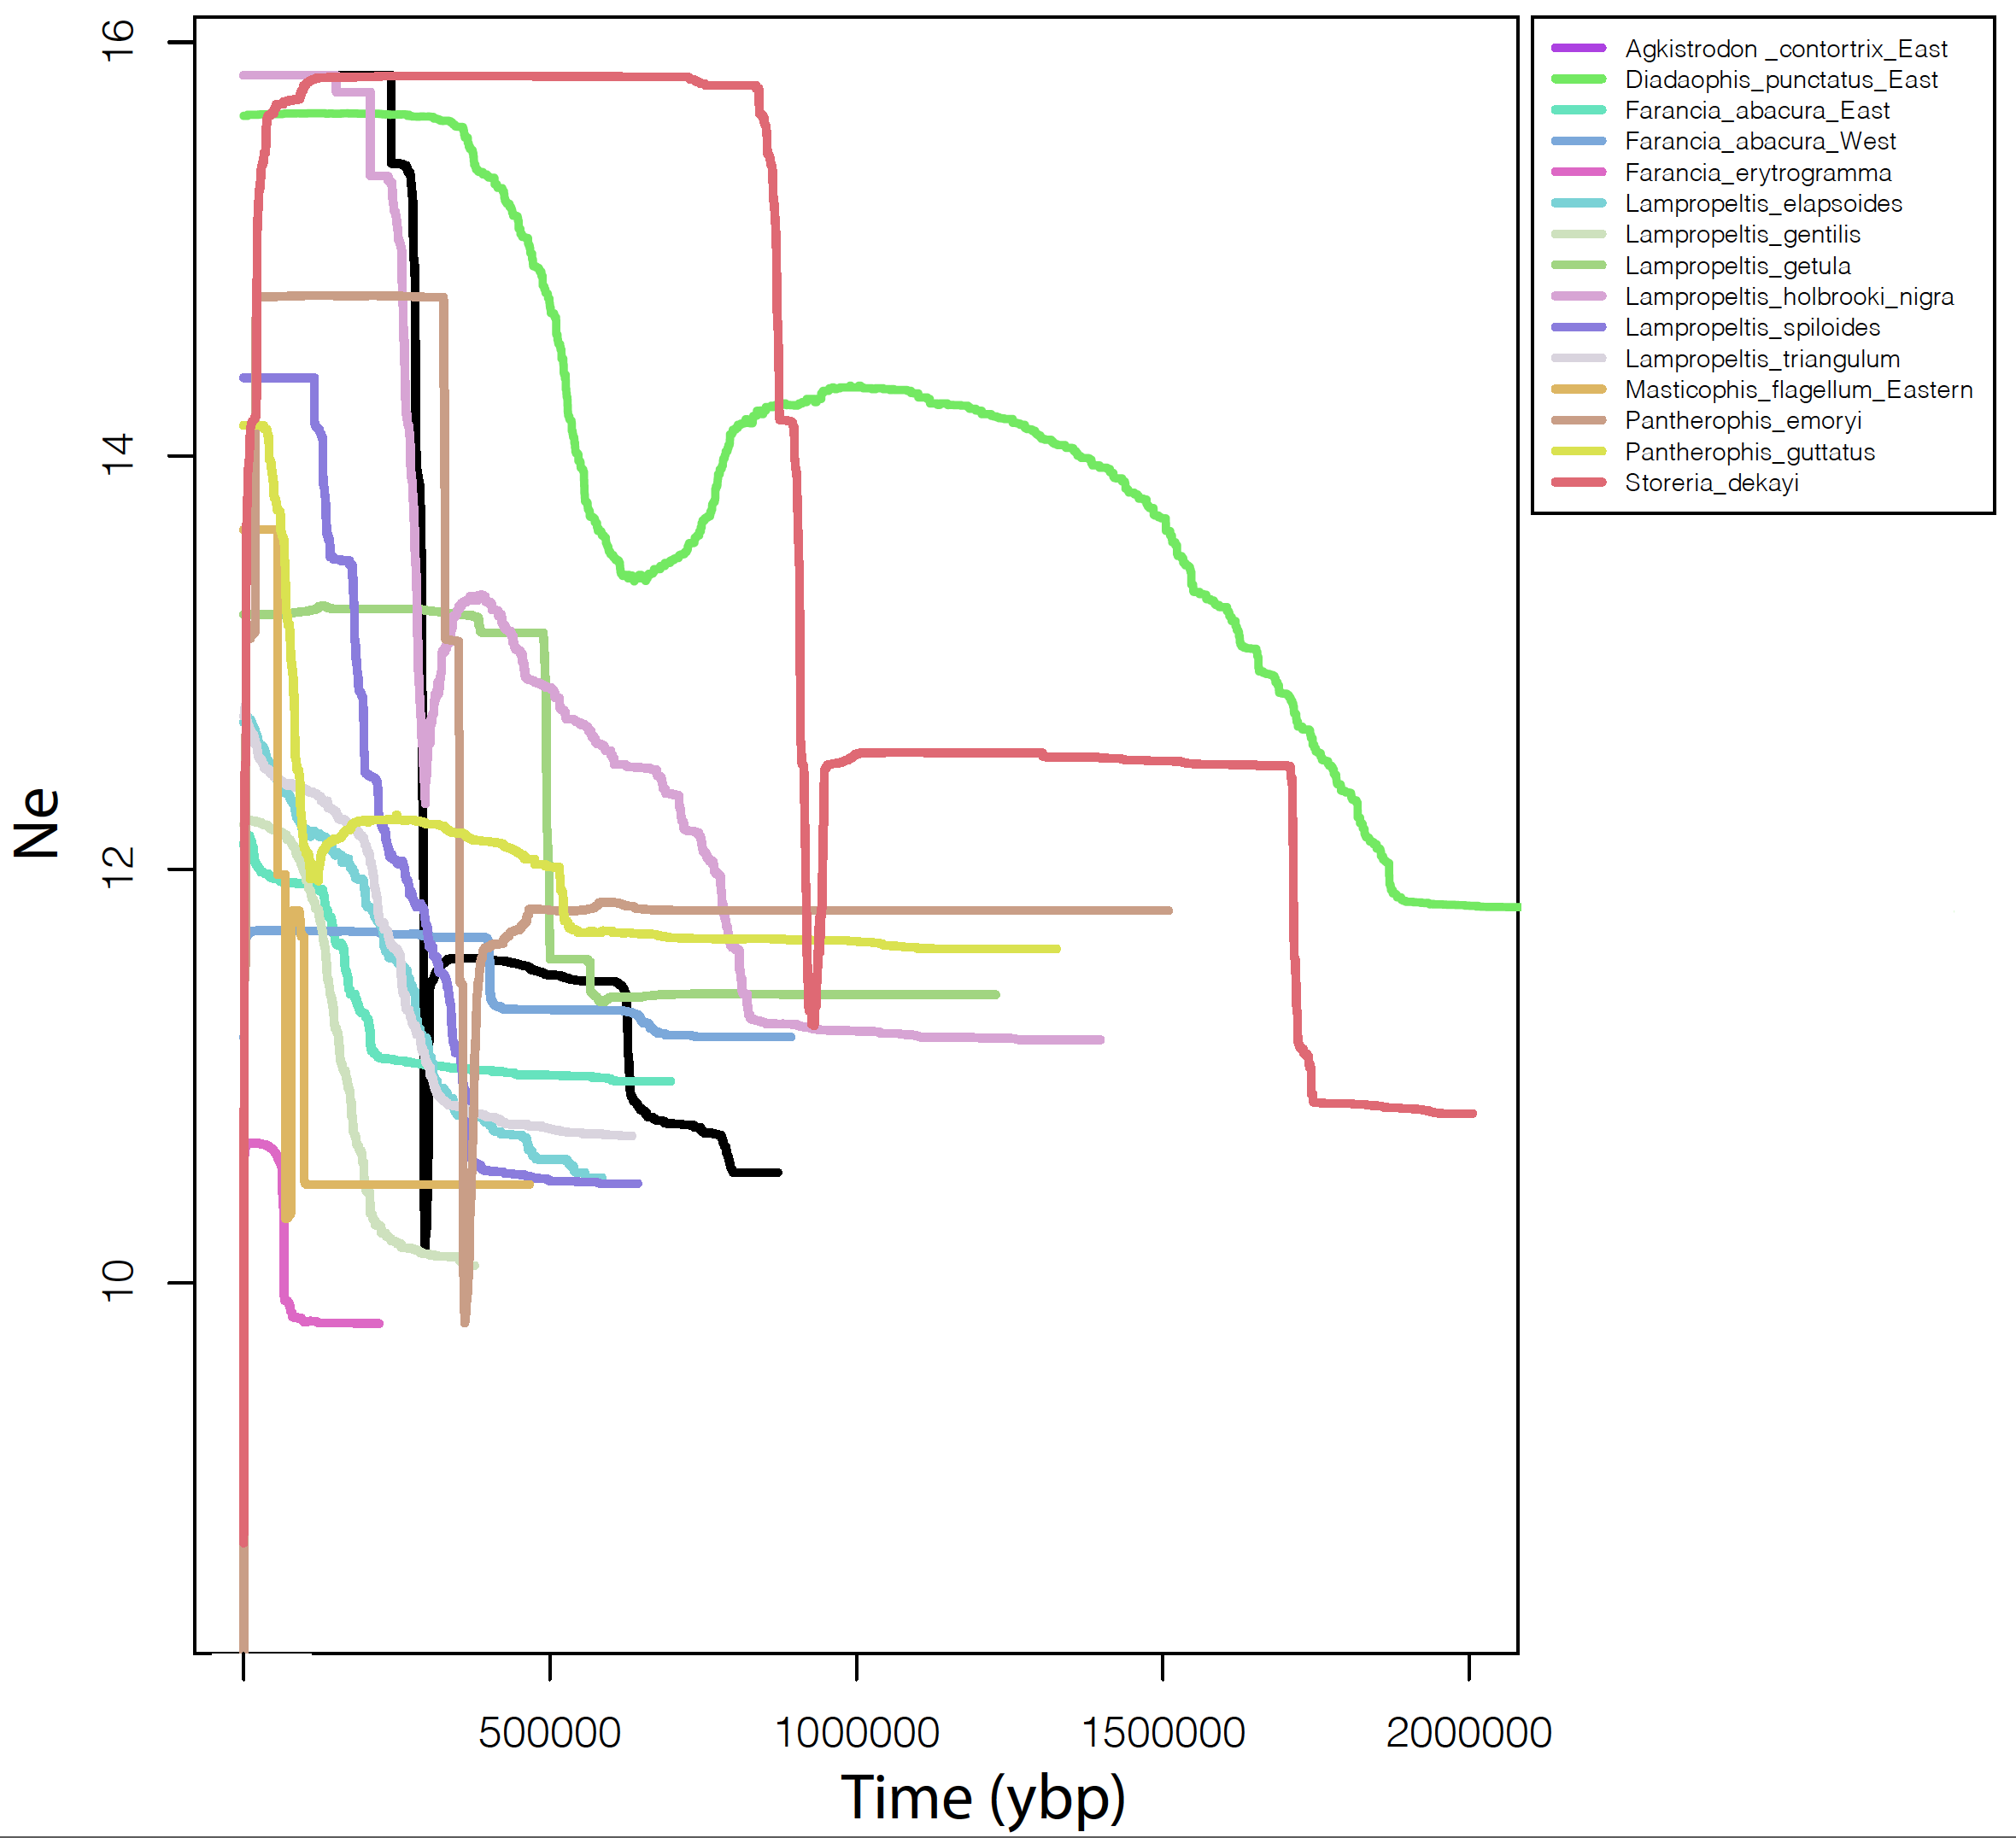 16
14
12
10
Ne
500000
1000000
1500000
2000000
Time (ybp)
Agkistrodon _contortrix_East
Diadaophis_punctatus_East
Farancia_abacura_East
Farancia_abacura_West
Farancia_erytrogramma
Lampropeltis_elapsoides
Lampropeltis_gentilis
Lampropeltis_getula
Lampropeltis_holbrooki_nigra
Lampropeltis_spiloides
Lampropeltis_triangulum
Masticophis_flagellum_Eastern
Pantherophis_emoryi
Pantherophis_guttatus
Storeria_dekayi